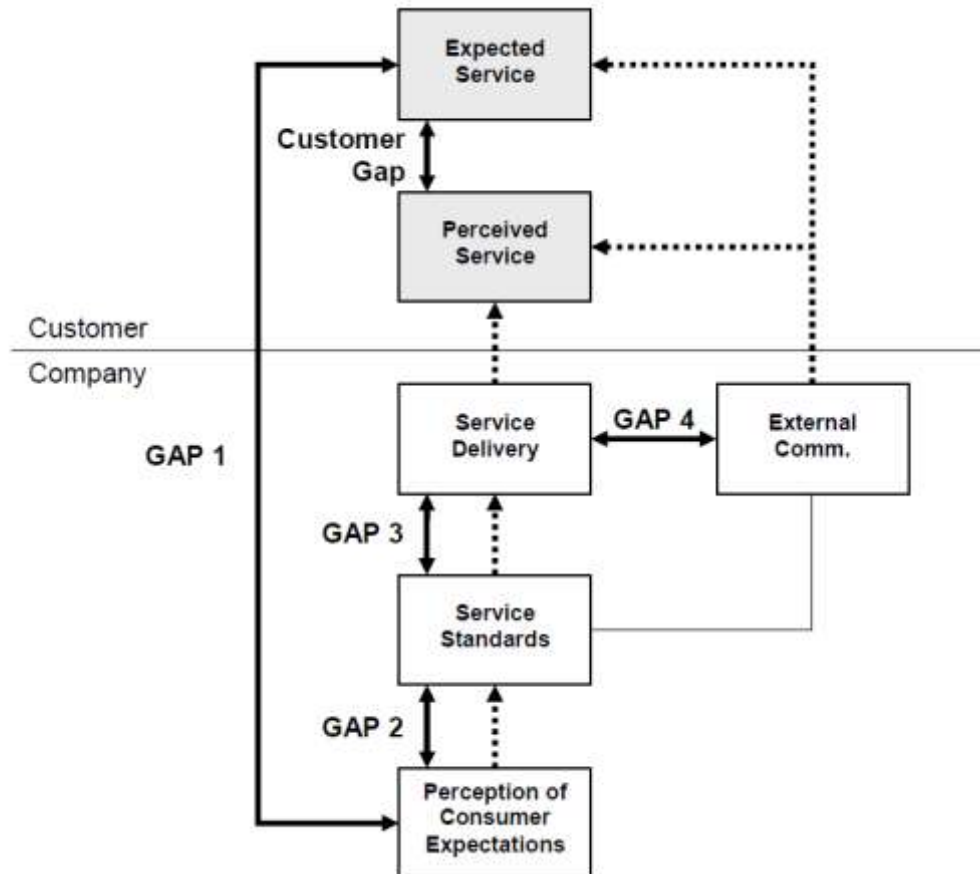 Expected
Service
Customer
Gap
Perceived
Service
Customer
Company
Service
Delivery
GAP 4
External
Comm.
GAP 1
GAP 3
Service
Standards
GAP 2
Perception of
Consumer
Expectations